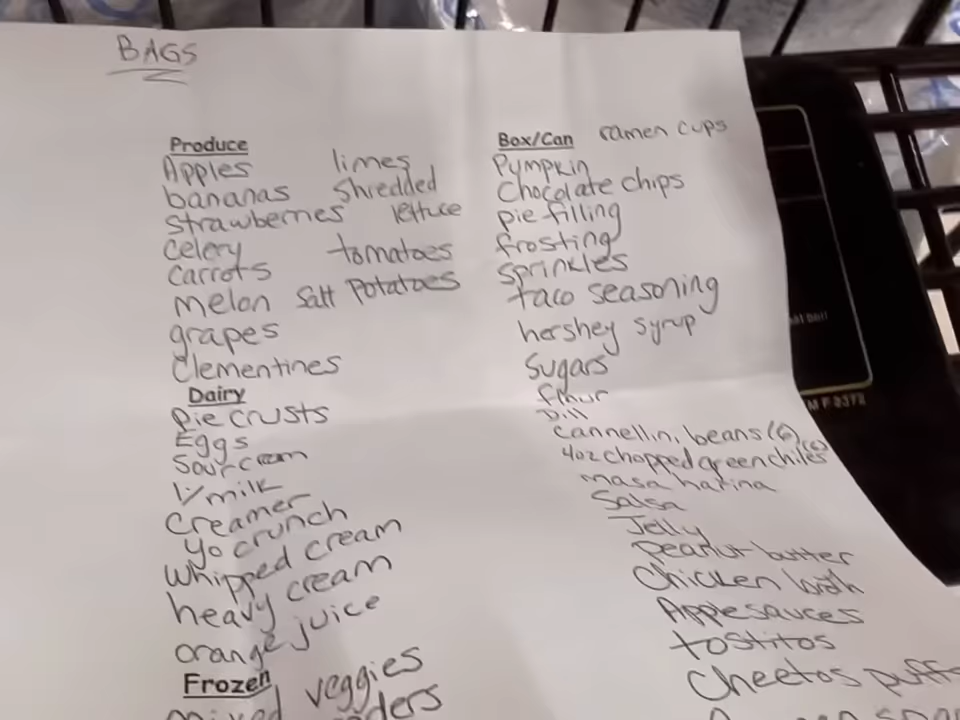 BAGS
Produce
Apples limes
bananas Shredded
strawberries lettuce
celery tomatoes
carrots
melon Salt Potatoes
grapes
Clementines
Dairy
Pie crusts
Eggs
Sour cream
milk
Creamer
Yo crunch
Whipped cream
heavy cream
orange juice
Frozen
mixed veggies
Box/Can ramen cups
Pumpkin
Chocolate chips
pie filling
frosting
sprinkles
taco seasoning
hershey syrup
Sugars
flour
Dill
cannellini beans (6)
4oz chopped green chiles (6)
masa harina
Salsa
Jelly
Peanut butter
Chicken broth
Applesauces
tostitos
Cheetos puffs